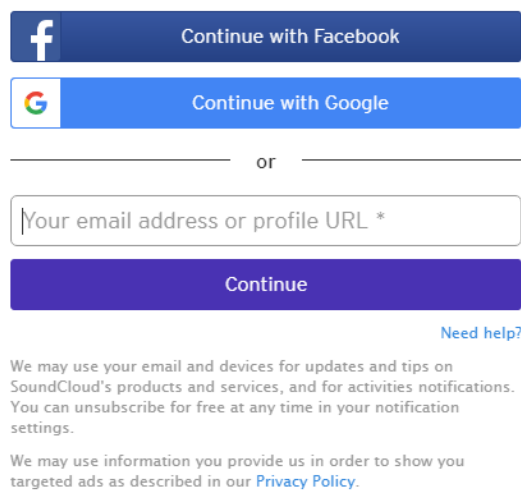 Continue with Facebook
Continue with Google
or
Your email address or profile URL *
Continue
Need help?
We may use your email and devices for updates and tips on
SoundCloud's products and services, and for activities notifications.
You can unsubscribe for free at any time in your notification
settings.
We may use information you provide us in order to show you
targeted ads as described in our Privacy Policy.